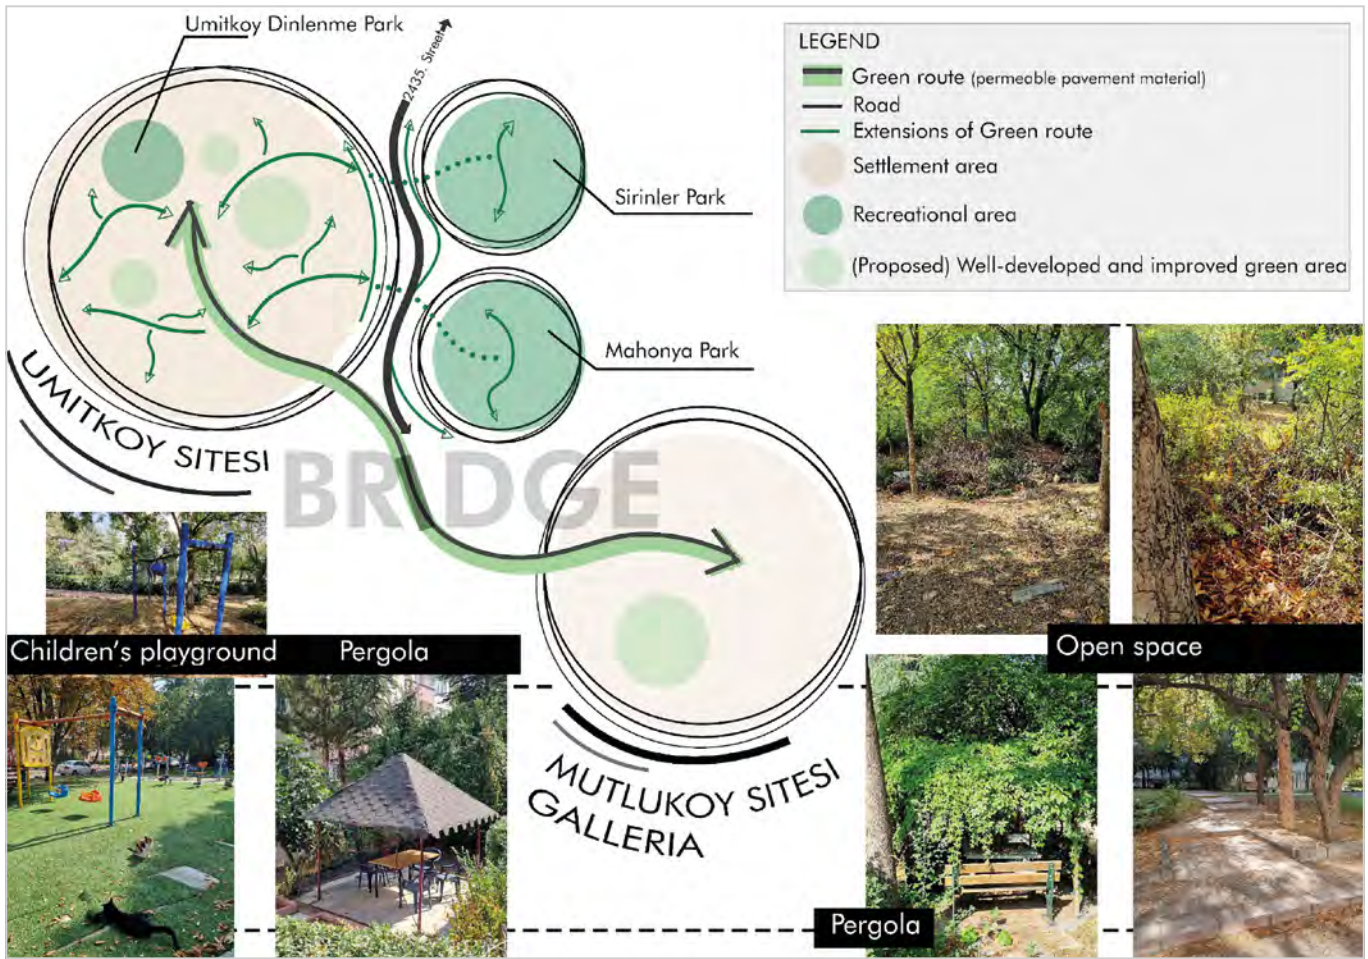 Umitkoy Dinlenme Park
2435. Street
LEGEND
Green route (permeable pavement material)
Road
Extensions of Green route
Settlement area
Recreational area
(Proposed) Well-developed and improved green area
Sirinler Park
Mahonya Park
UMITKOY SITESI
BRIDGE
Children's playground
Pergola
Open space
MUTLUKOY SITESI
GALLERIA
Pergola